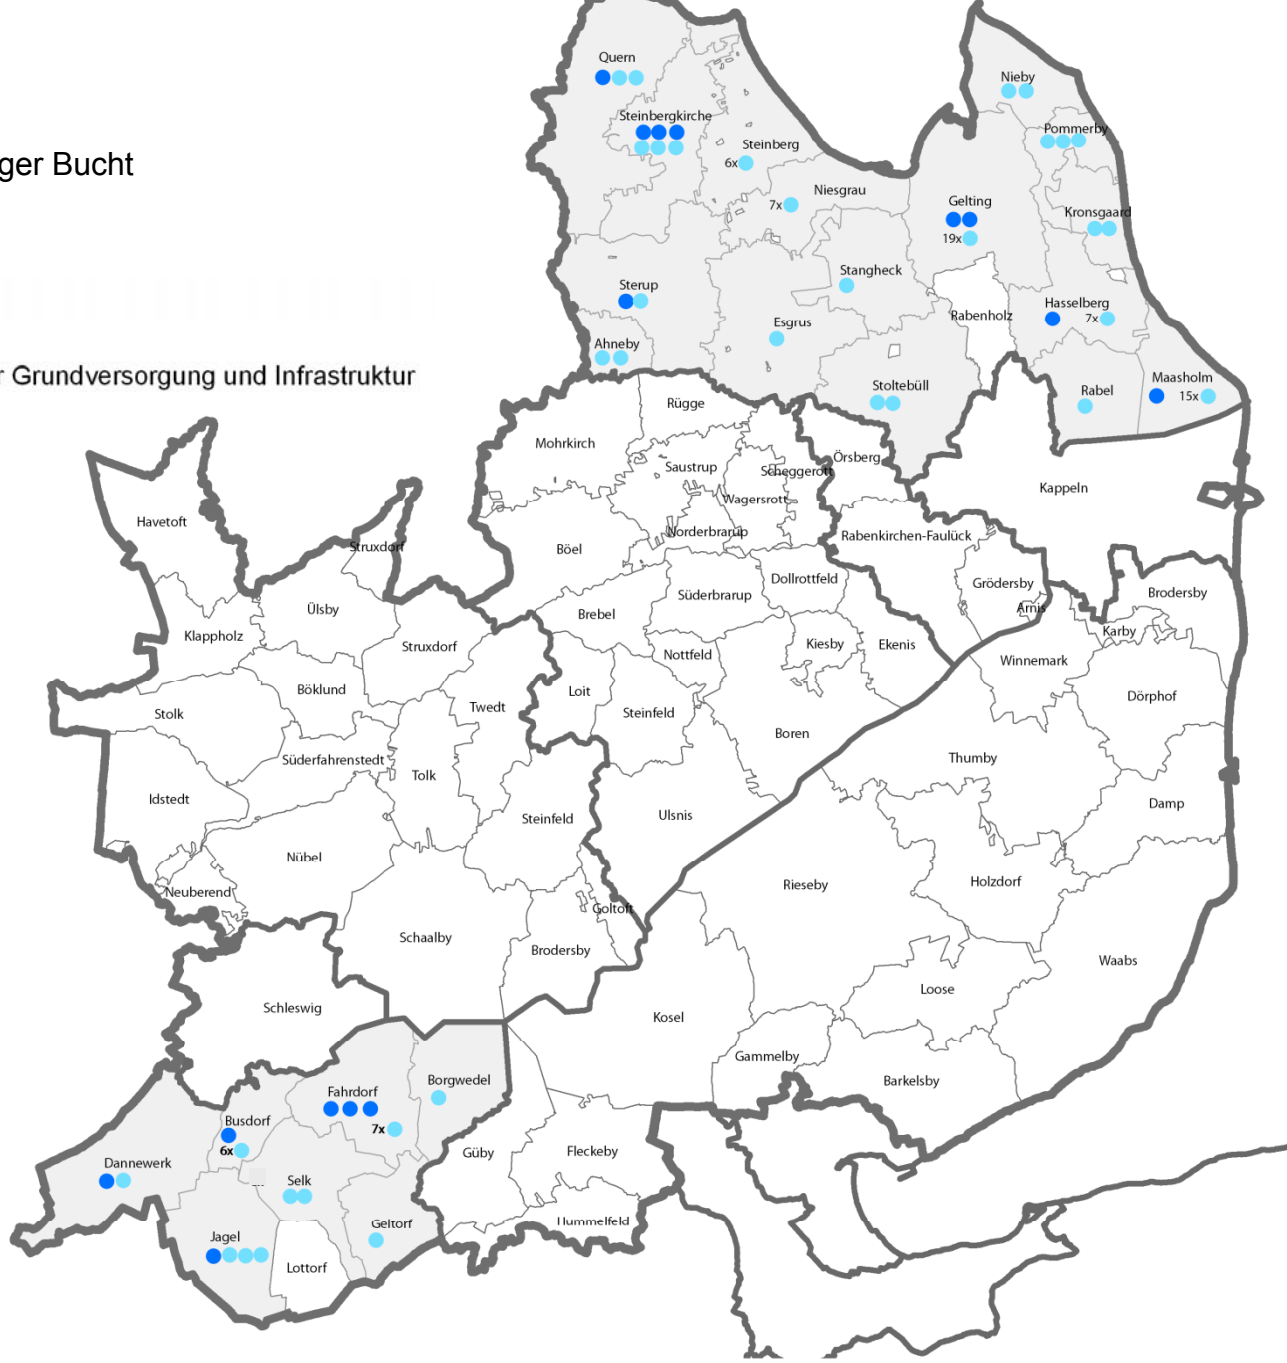 Quern
Nieby
Steinbergkirche
Pommerby
Steinberg
6x
ger Bucht
Niesgrau
7x
Gelting
19x
Kronsgaard
Stangheck
Sterup
Hasselberg
7x
Rabenholz
Esgrus
Ahneby
r Grundversorgung und Infrastruktur
Stoltebüll
Rabel
Maasholm
15x
Rügge
Mohrkirch
Örsberg
Saustrup
Scheggerott
Kappeln
Wagersrott
Havetoft
Norderbrarup
Rabenkirchen-Faulück
Struxdorf
Böel
Dollrottfeld
Grödersby
Süderbrarup
Brodersby
Ülsby
Arnis
Brebel
Klappholz
Karby
Struxdorf
Kiesby
Ekenis
Nottfeld
Winnemark
Böklund
Loit
Dörphof
Twedt
Stolk
Steinfeld
Boren
Süderfahrenstedt
Thumby
Tolk
Idstedt
Damp
Ulsnis
Steinfeld
Nübel
Rieseby
Holzdorf
Neuberend
Goltoft
Schaalby
Brodersby
Waabs
Loose
Schleswig
Kosel
Gammelby
Borgwedel
Barkelsby
Fahrdorf
7x
Busdorf
6x
Güby
Fleckeby
Dannewerk
Selk
Geltorf
Hummelfeld
Jagel
Lottorf